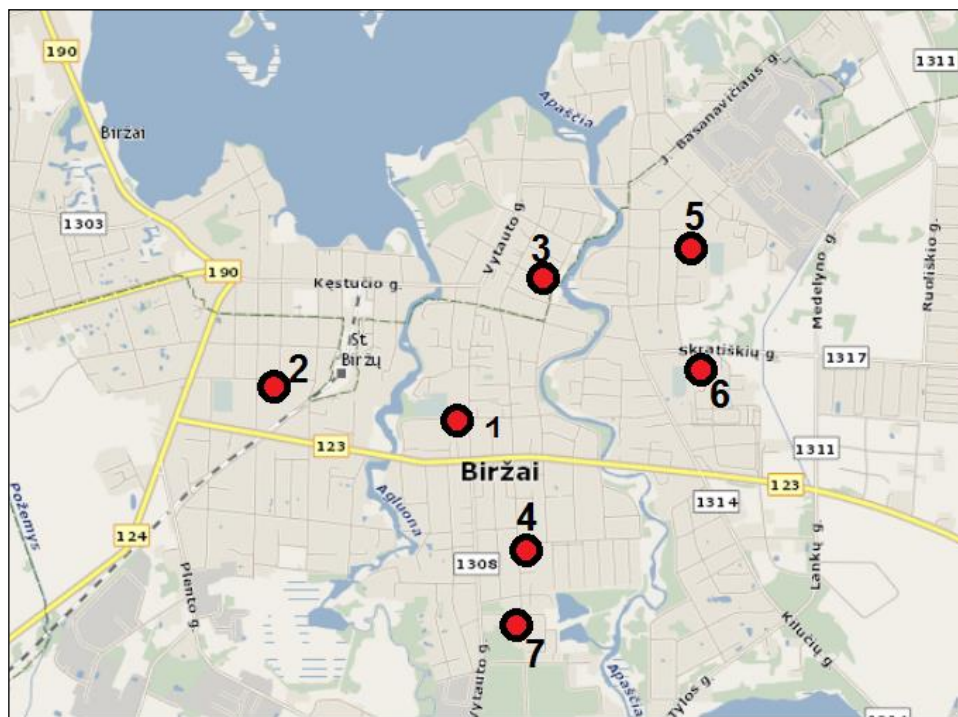 190
1311
Apaščia
Biržai
J. Basanavičiaus g.
1303
Vytauto g.
5
3
190
Kęstučio g.
Medelyno g.
Ruoliškio g.
St.
Biržų
2
Skratiškių g.
1317
6
1
123
1311
Biržai
123
1314
Požemys
Agluona
124
4
1308
Lankų g.
Plento g.
Kilučių g.
7
Vytauto g.
Apaščia
Tylos g.